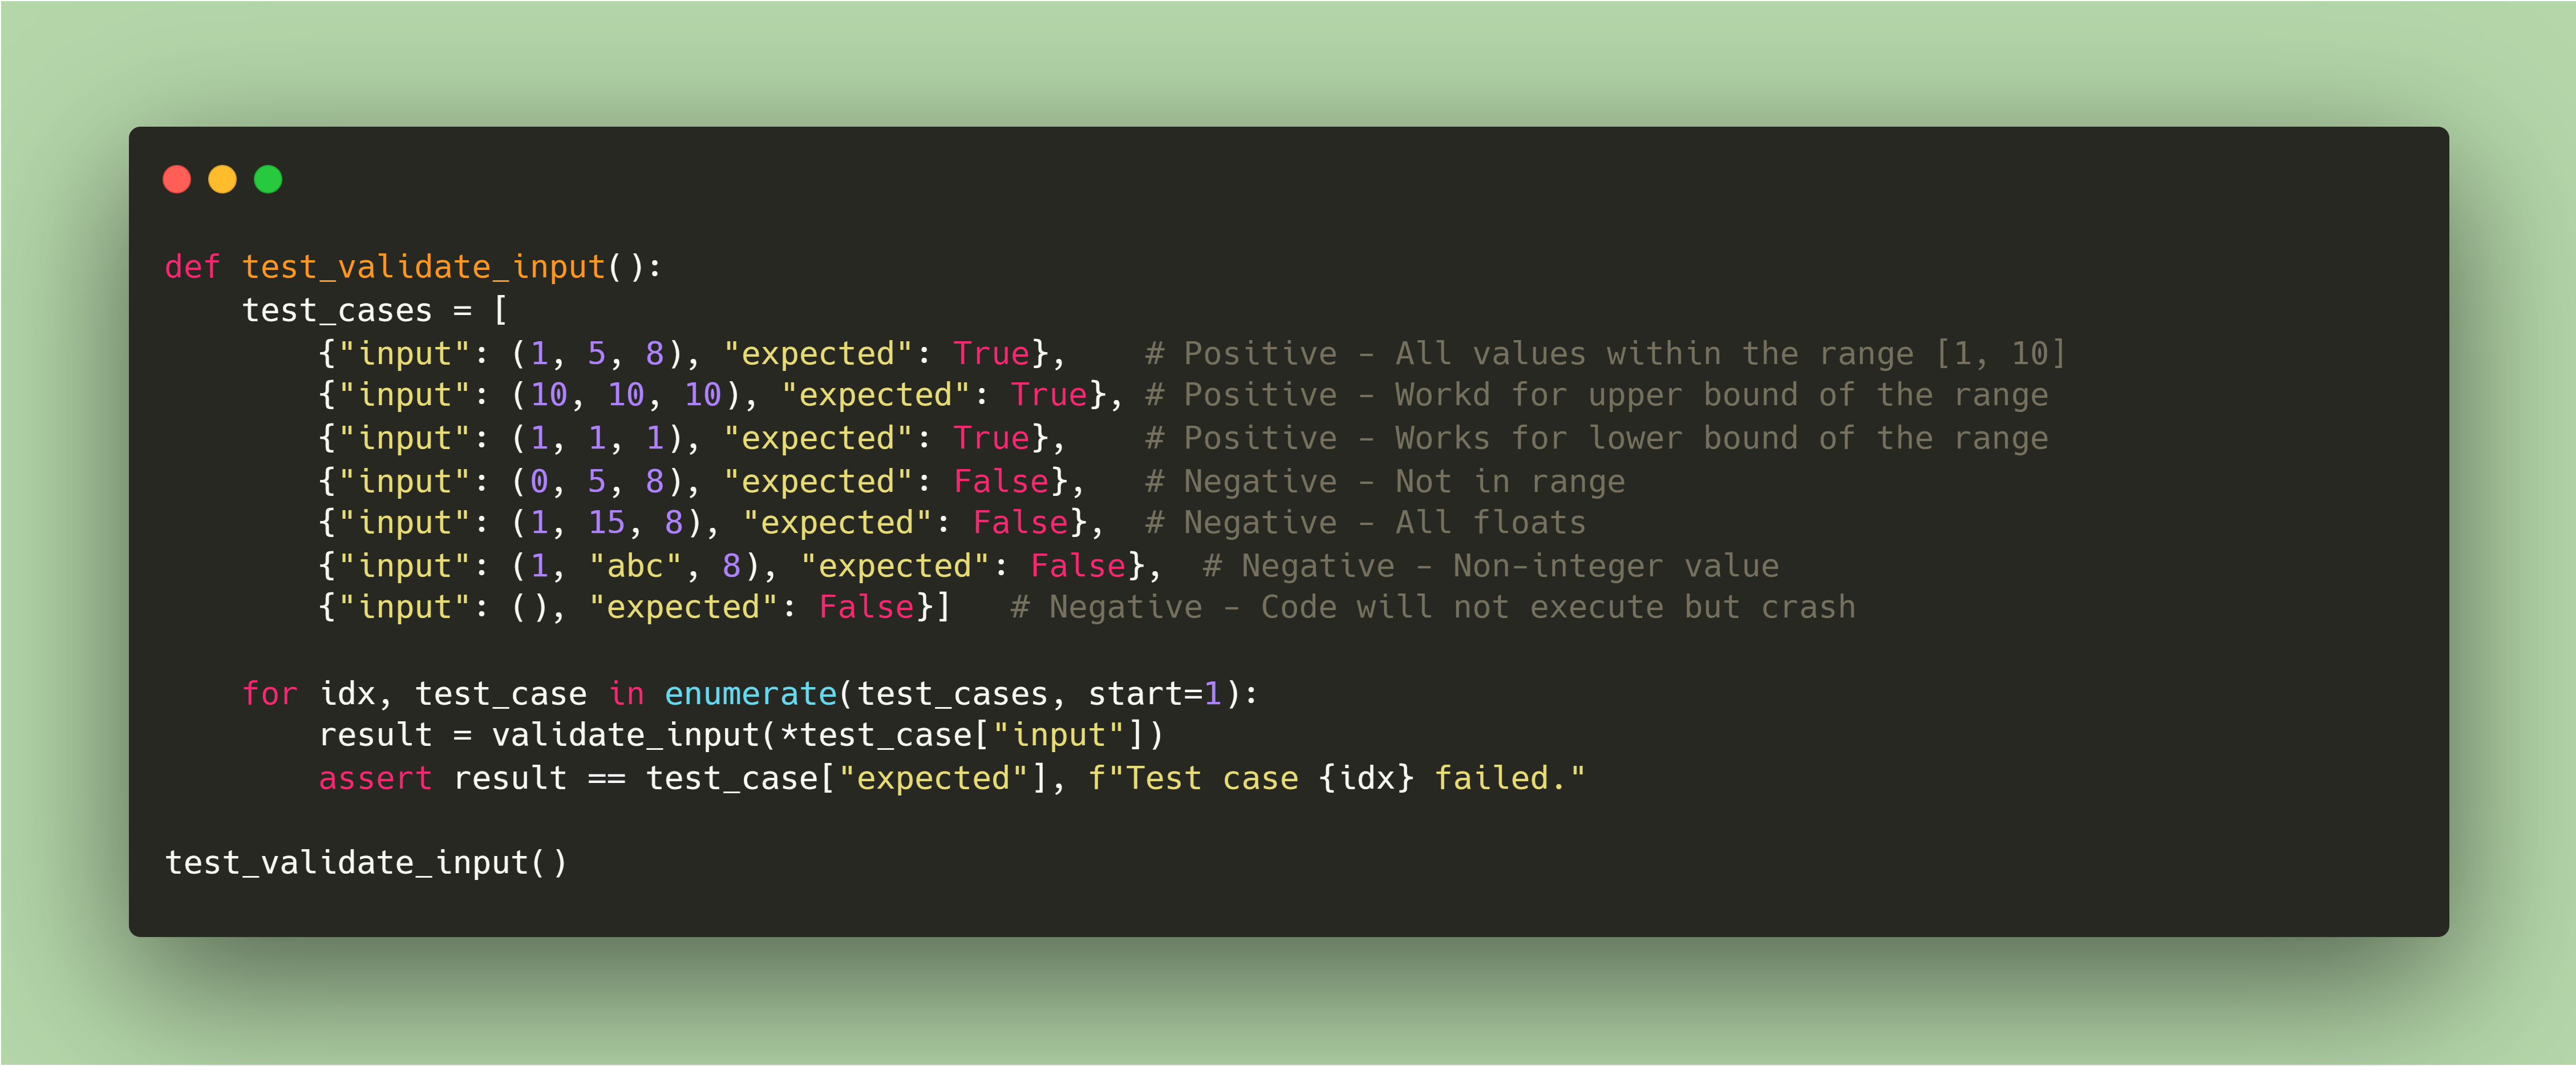 def test_validate_input():
    test_cases = [
        {"input": (1, 5, 8), "expected": True},    # Positive - All values within the range [1, 10]
        {"input": (10, 10, 10), "expected": True}, # Positive - Workd for upper bound of the range
        {"input": (1, 1, 1), "expected": True},    # Positive - Works for lower bound of the range
        {"input": (0, 5, 8), "expected": False},   # Negative - Not in range
        {"input": (1, 15, 8), "expected": False},  # Negative - All floats
        {"input": (1, "abc", 8), "expected": False},  # Negative - Non-integer value
        {"input": (), "expected": False}]   # Negative - Code will not execute but crash
    for idx, test_case in enumerate(test_cases, start=1):
        result = validate_input(*test_case["input"])
        assert result == test_case["expected"], f"Test case {idx} failed."
test_validate_input()